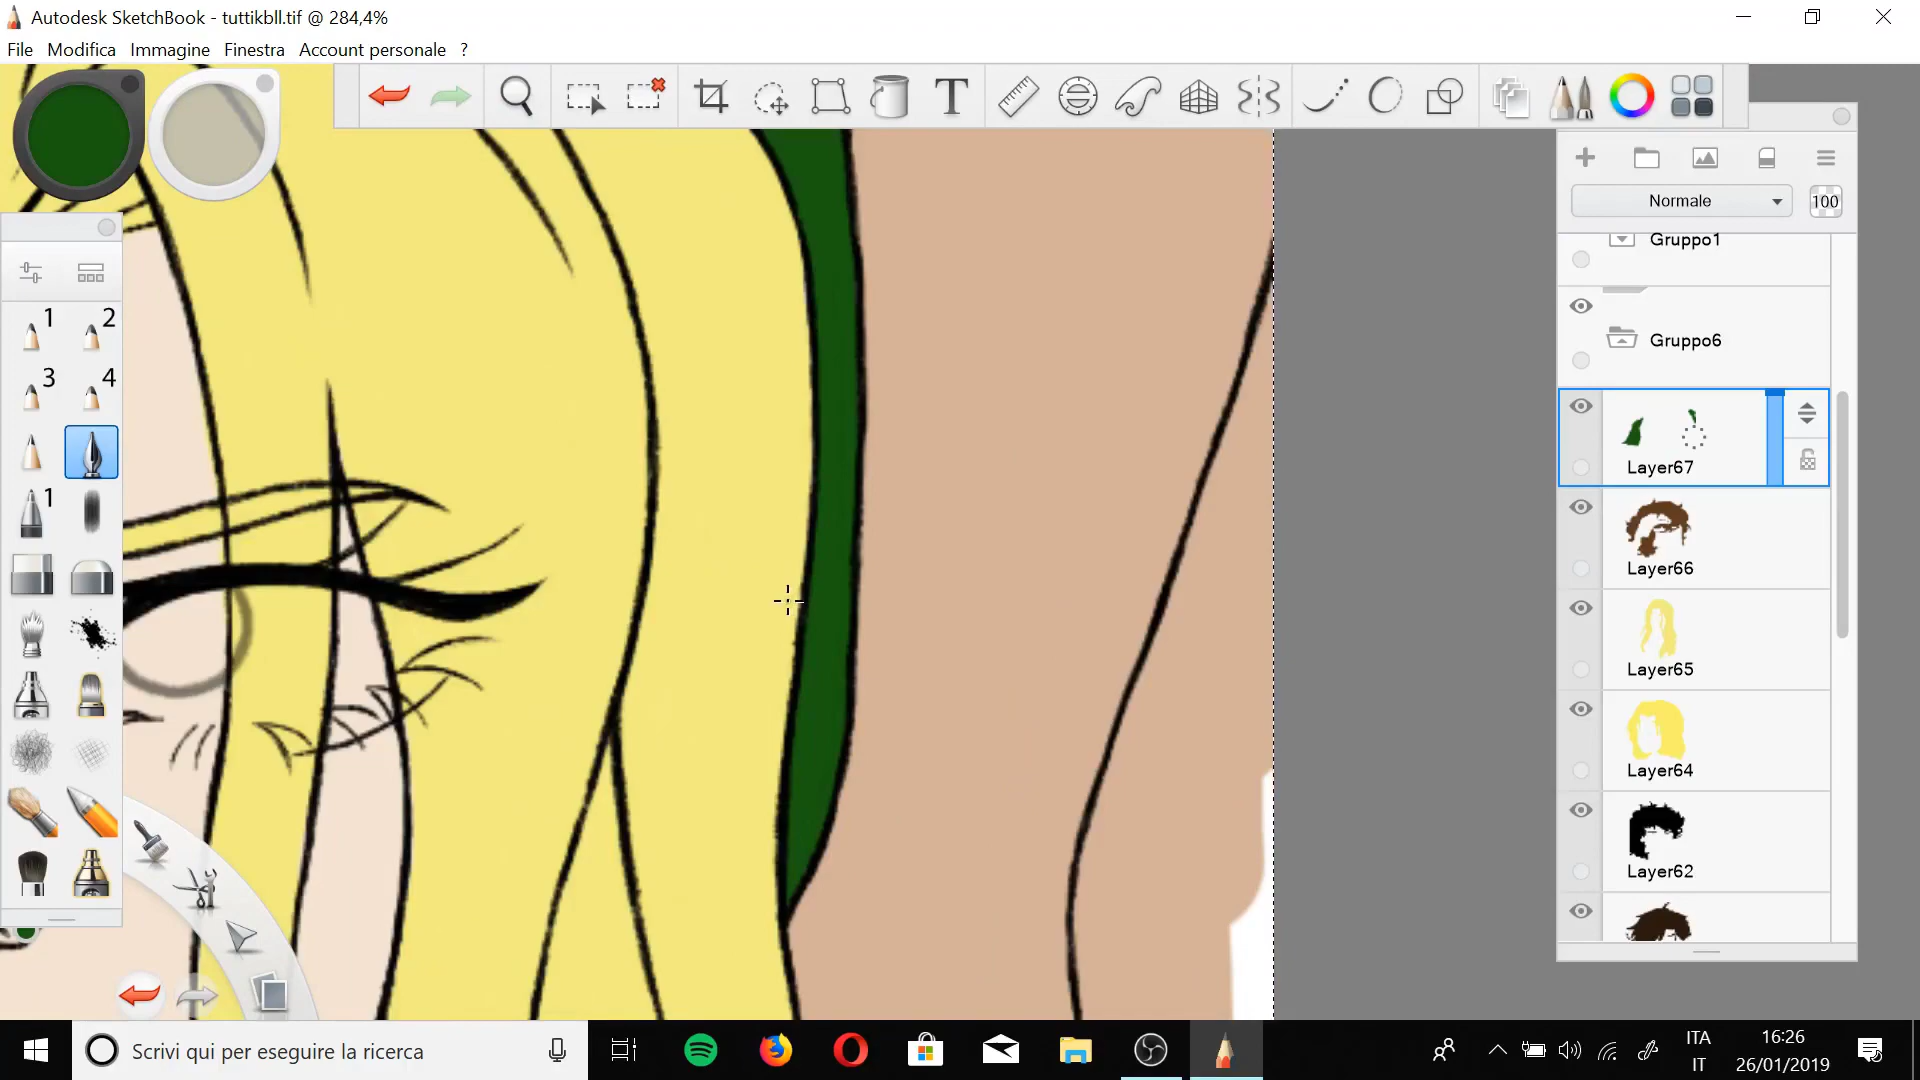 Autodesk SketchBook - tuttikbll.tif @ 284,4%
File Modifica Immagine Finestra Account personale ?
T
Normale
100
Gruppo1
Gruppo6
1
2
3
4
1
Layer67
Layer66
Layer65
Layer64
Layer62
Scrivi qui per eseguire la ricerca
ITA
IT
16:26
26/01/2019